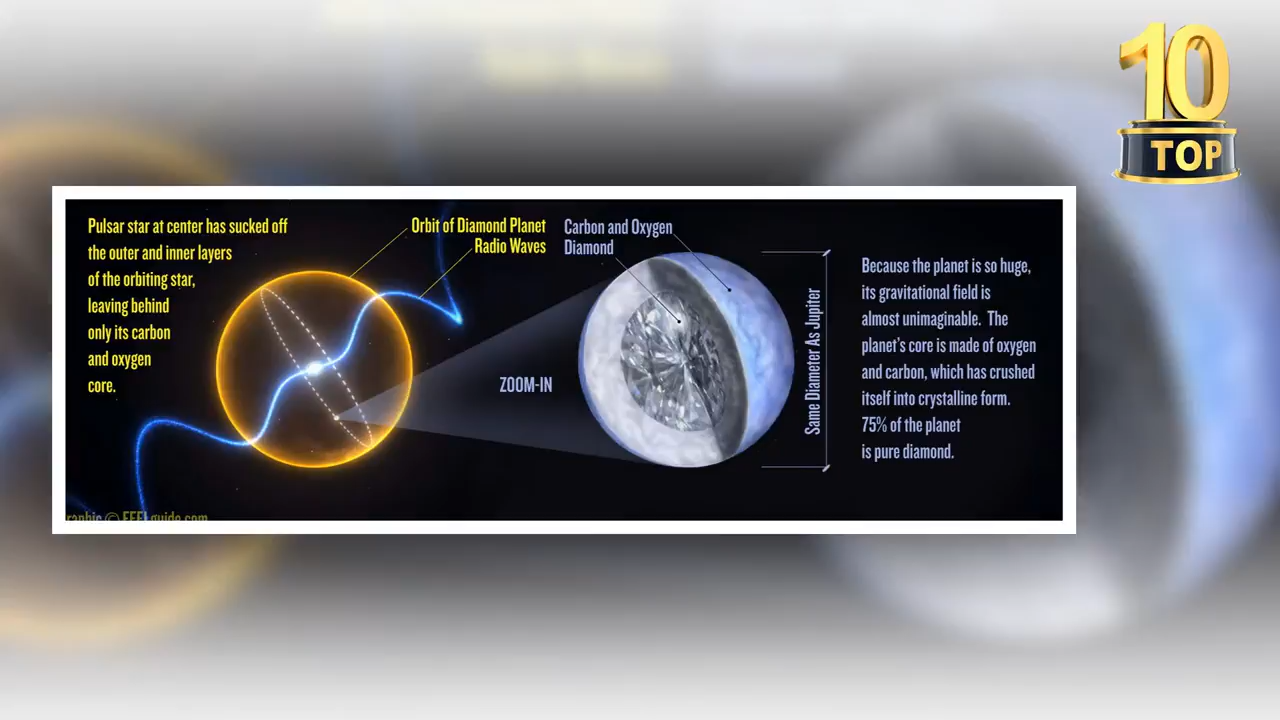 10
TOP
Pulsar star at center has sucked off
the outer and inner layers
of the orbiting star,
leaving behind
only its carbon
and oxygen
core.
Orbit of Diamond Planet
Radio Waves
Carbon and Oxygen
Diamond
ZOOM-IN
Same Diameter As Jupiter
Because the planet is so huge,
its gravitational field is
almost unimaginable. The
planet's core is made of oxygen
and carbon, which has crushed
itself into crystalline form.
75% of the planet
is pure diamond.
© FEELguide.com